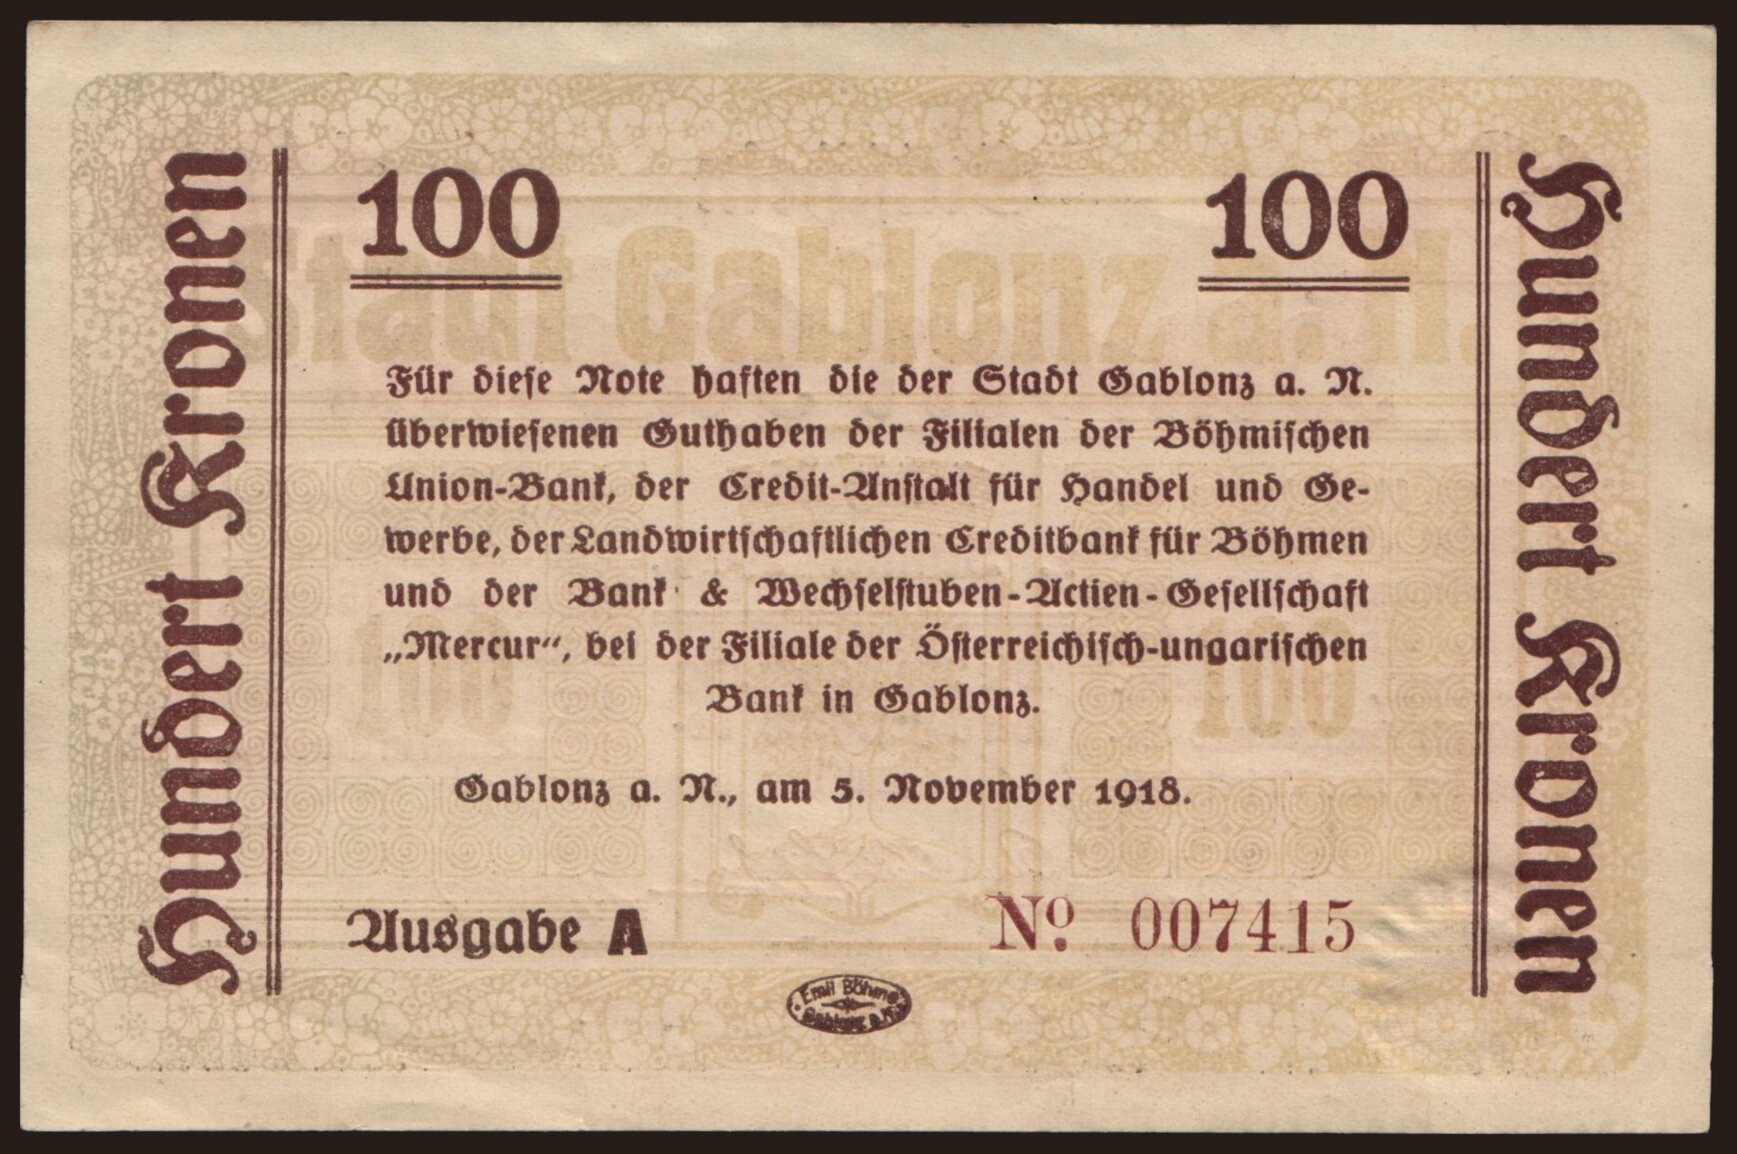 Hundert Kronen
100 100
Stadt Gablonz a. N.
Für diese Note haften die der Stadt Gablonz a. N.
überwiesenen Guthaben der Filialen der Böhmischen
Union-Bank, der Credit-Anstalt für Handel und Ge-
werbe, der Landwirtschaftlichen Creditbank für Böhmen
und der Bank & Wechselstuben-Actien-Gesellschaft
„Mercur“, bei der Filiale der Österreichisch-ungarischen
Bank in Gablonz.
100 100
Gablonz a. N., am 5. November 1918.
Ausgabe A No. 007415
Emil Böhme
Gablonz a. N.
Hundert Kronen